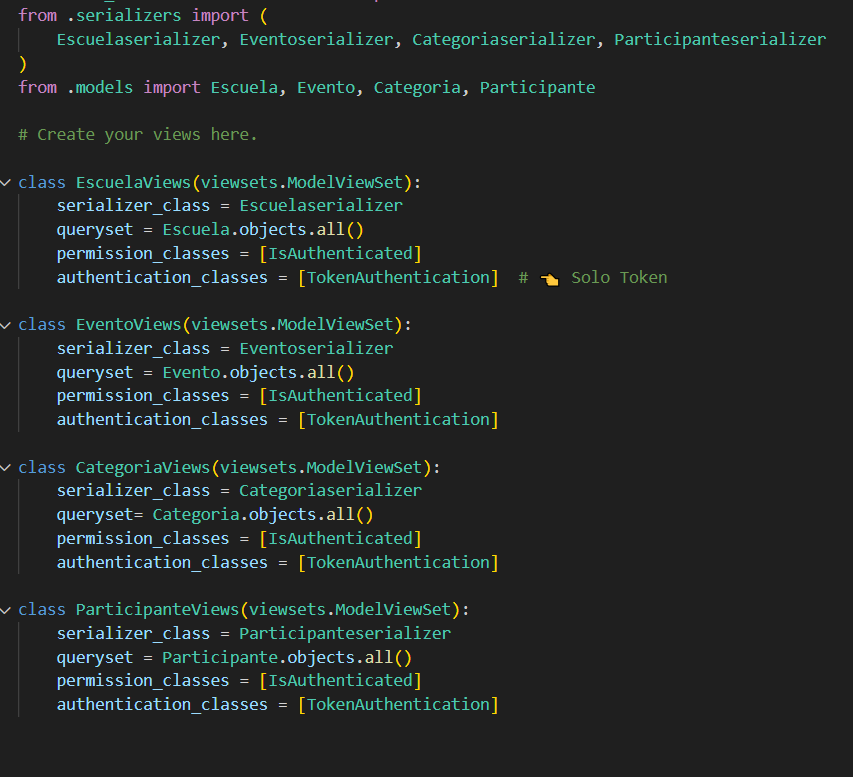 from .serializers import (
    Escuelaserializer, Eventoserializer, Categoriaserializer, Participanteserializer
)
from .models import Escuela, Evento, Categoria, Participante
# Create your views here.
class EscuelaViews(viewsets.ModelViewSet):
    serializer_class = Escuelaserializer
    queryset = Escuela.objects.all()
    permission_classes = [IsAuthenticated]
    authentication_classes = [TokenAuthentication]  # 👈 Solo Token
class EventoViews(viewsets.ModelViewSet):
    serializer_class = Eventoserializer
    queryset = Evento.objects.all()
    permission_classes = [IsAuthenticated]
    authentication_classes = [TokenAuthentication]
class CategoriaViews(viewsets.ModelViewSet):
    serializer_class = Categoriaserializer
    queryset= Categoria.objects.all()
    permission_classes = [IsAuthenticated]
    authentication_classes = [TokenAuthentication]
class ParticipanteViews(viewsets.ModelViewSet):
    serializer_class = Participanteserializer
    queryset = Participante.objects.all()
    permission_classes = [IsAuthenticated]
    authentication_classes = [TokenAuthentication]